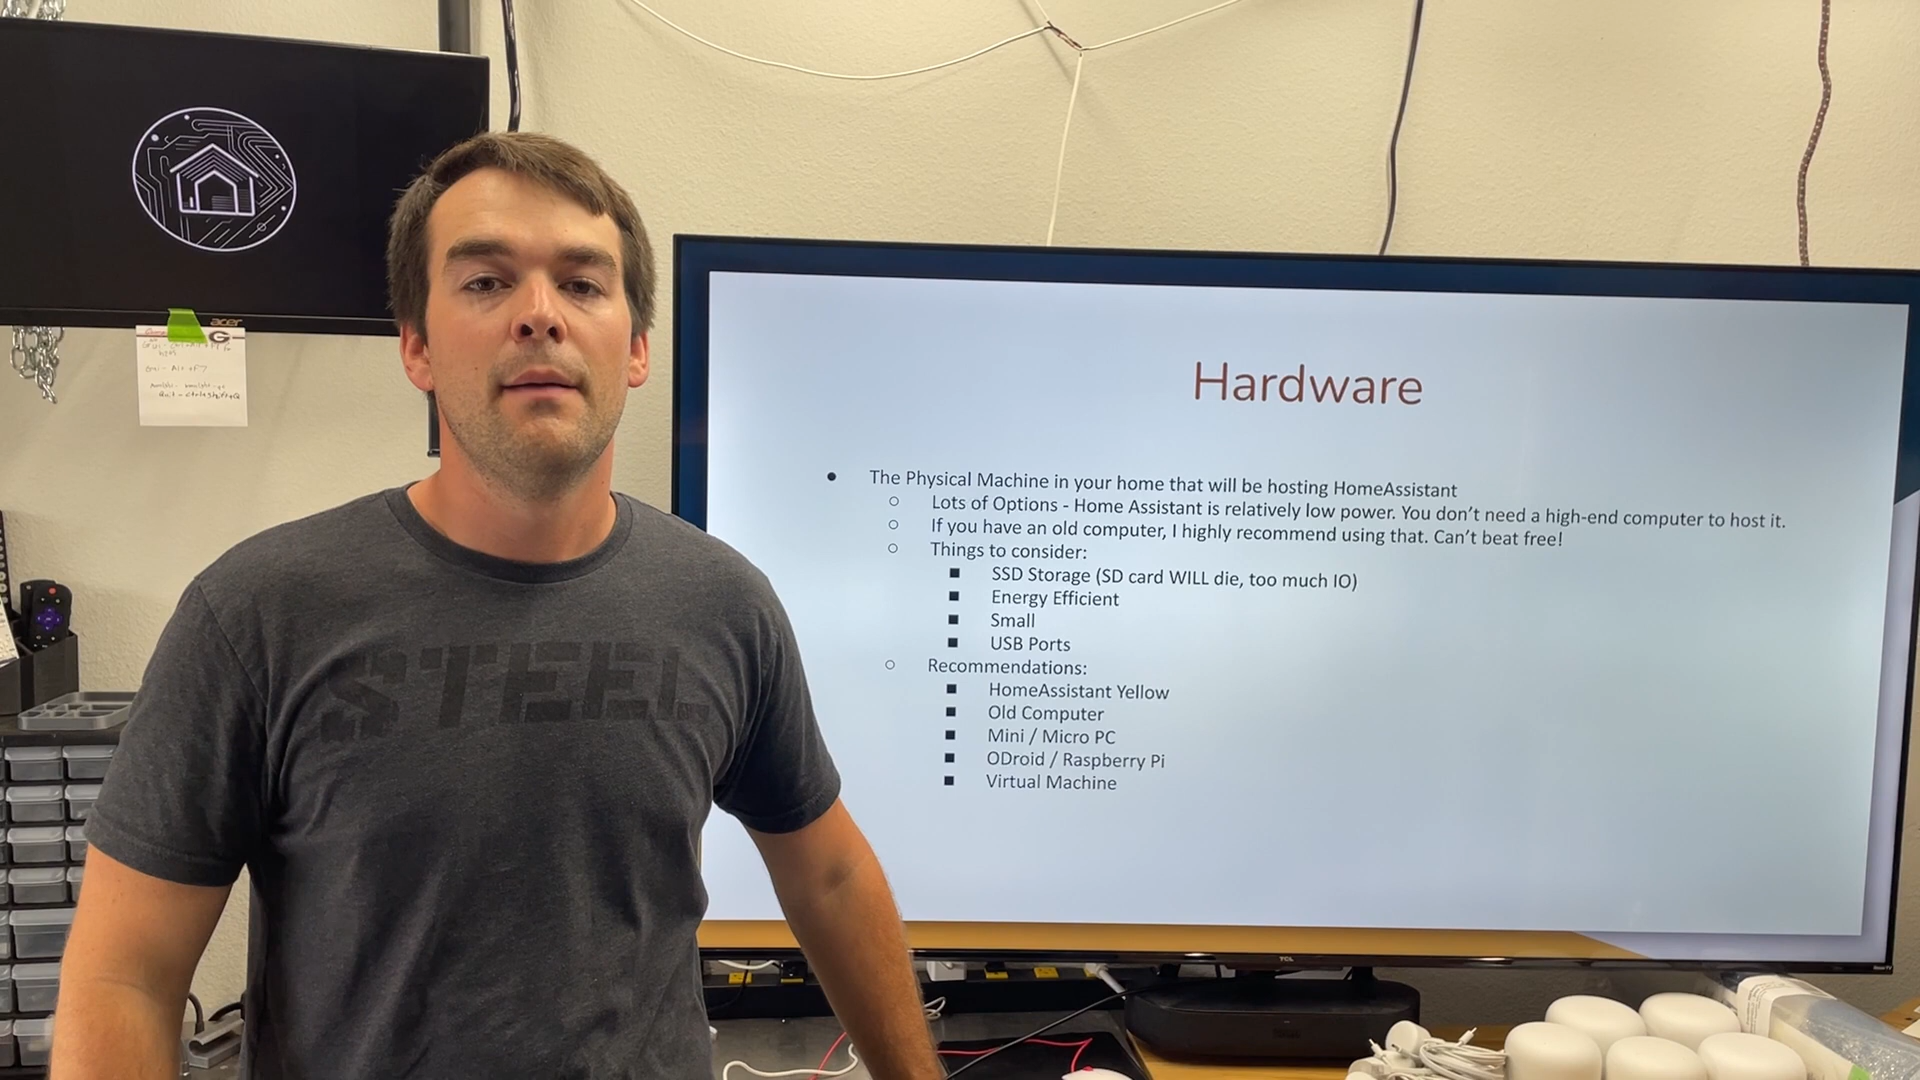 acer
G
STEEL
Hardware
● The Physical Machine in your home that will be hosting HomeAssistant
○ Lots of Options - Home Assistant is relatively low power. You don't need a high-end computer to host it.
○ If you have an old computer, I highly recommend using that. Can't beat free!
○ Things to consider:
■ SSD Storage (SD card WILL die, too much IO)
■ Energy Efficient
■ Small
■ USB Ports
○ Recommendations:
■ HomeAssistant Yellow
■ Old Computer
■ Mini / Micro PC
■ ODroid / Raspberry Pi
■ Virtual Machine
TCL